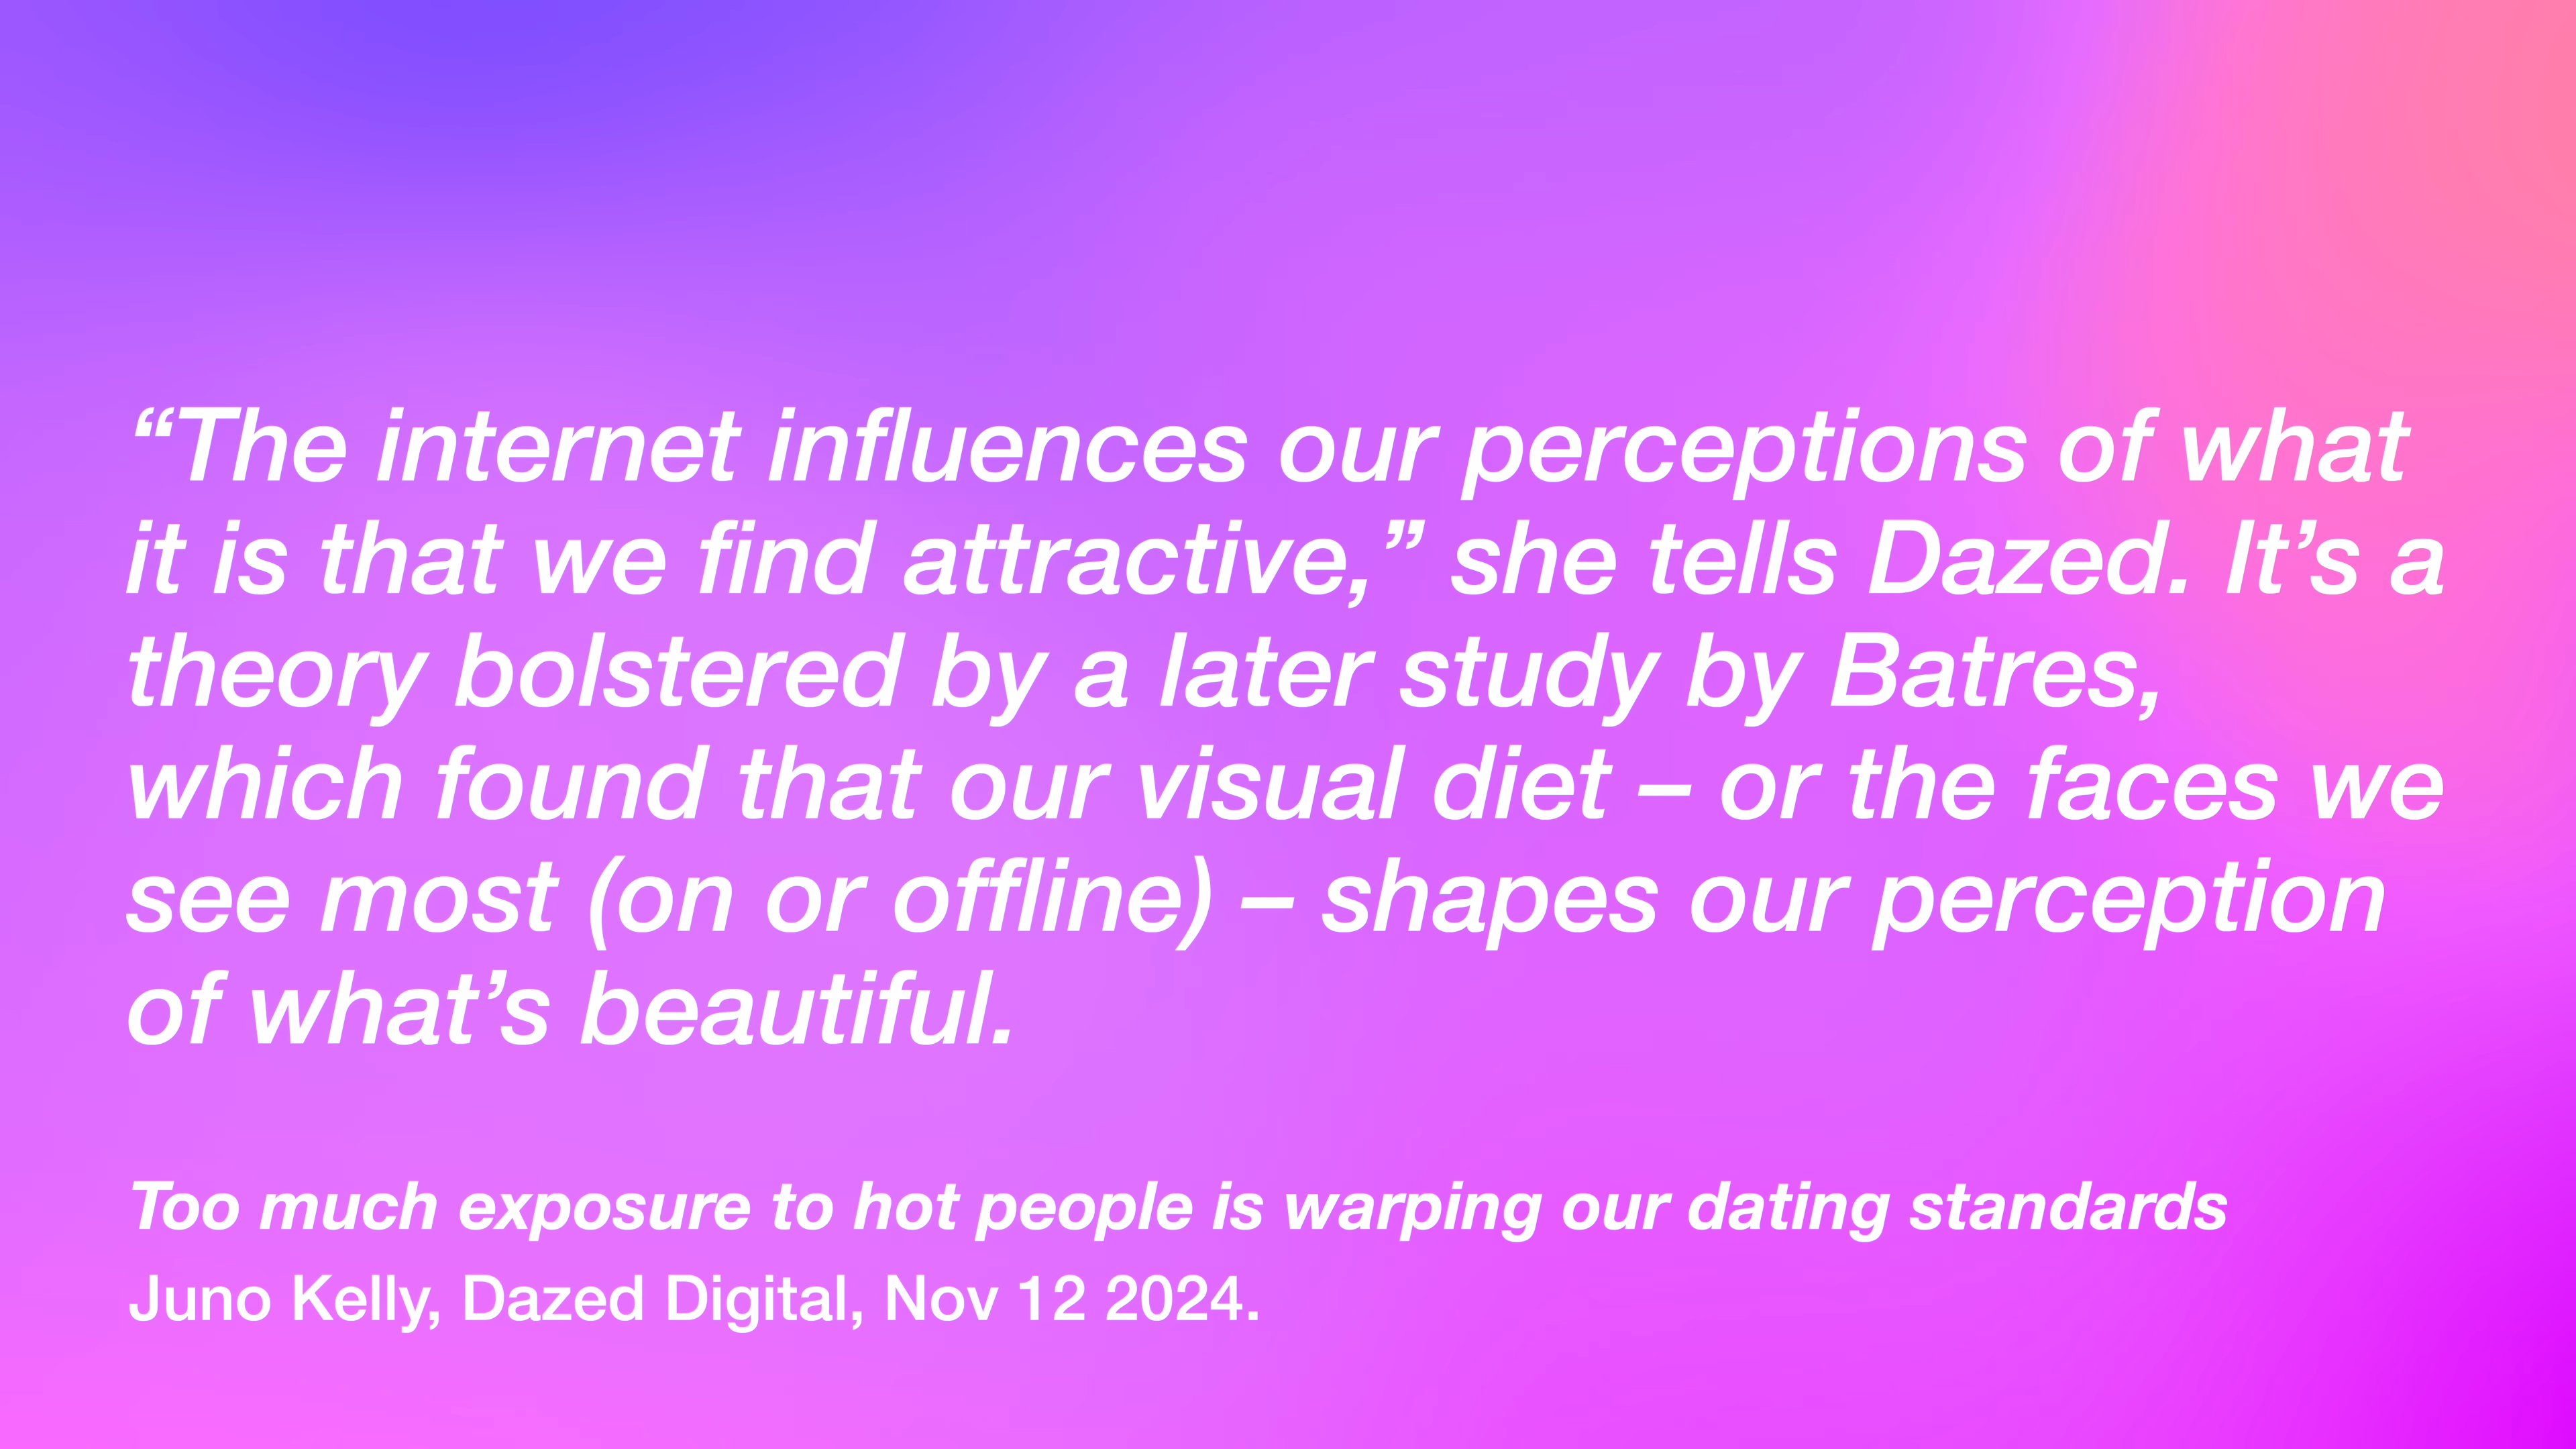 “The internet influences our perceptions of what
it is that we find attractive,” she tells Dazed. It’s a
theory bolstered by a later study by Batres,
which found that our visual diet – or the faces we
see most (on or offline) – shapes our perception
of what’s beautiful.
Too much exposure to hot people is warping our dating standards
Juno Kelly, Dazed Digital, Nov 12 2024.